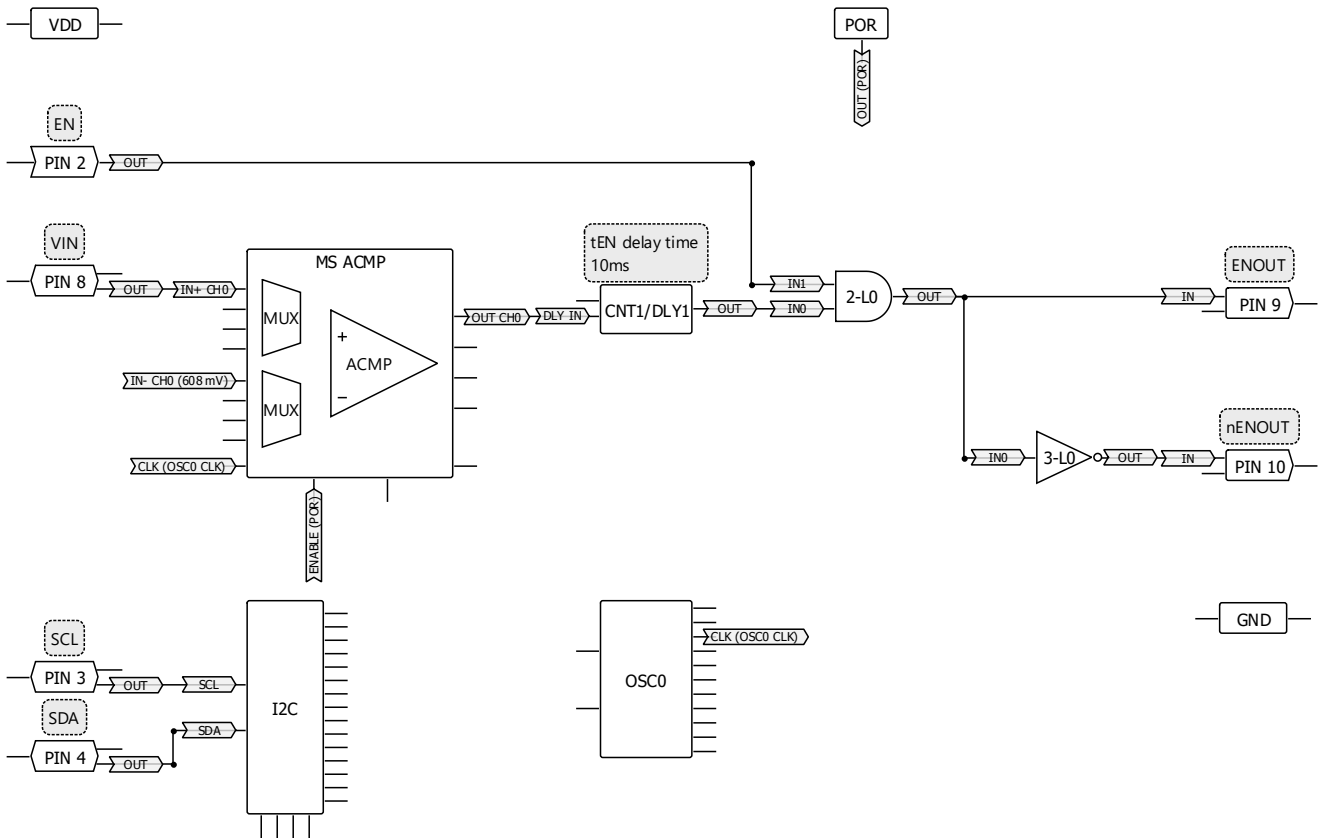 VDD
POR
OUT (POR)
EN
PIN 2
OUT
VIN
PIN 8
OUT
IN+ CH0
MS ACMP
MUX
+
ACMP
−
MUX
IN- CH0 (608 mV)
CLK (OSC0 CLK)
ENABLE (POR)
OUT CH0
DLY IN
tEN delay time
10ms
CNT1/DLY1
OUT
IN1
IN0
2-L0
OUT
IN
ENOUT
PIN 9
IN0
3-L0
OUT
IN
nENOUT
PIN 10
SCL
PIN 3
OUT
SCL
SDA
PIN 4
OUT
SDA
I2C
OSC0
CLK (OSC0 CLK)
GND